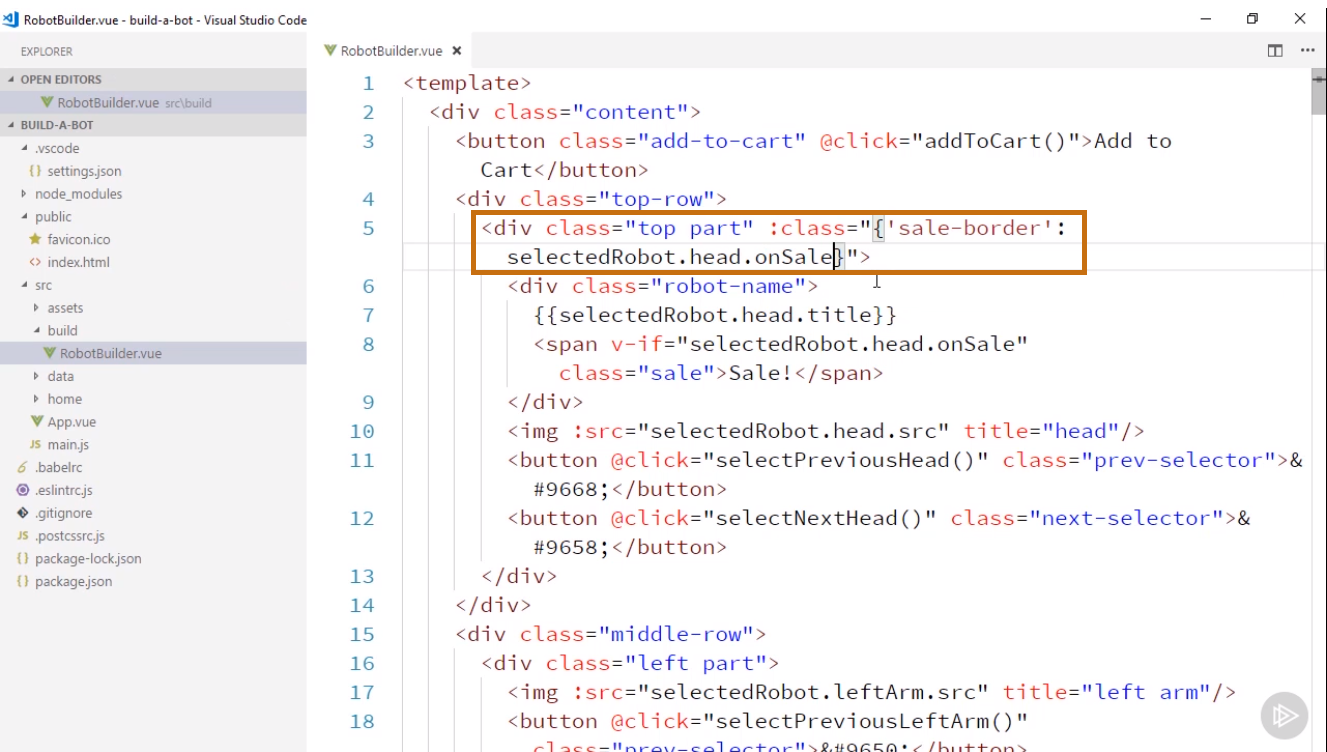 RobotBuilder.vue - build-a-bot - Visual Studio Code
EXPLORER
OPEN EDITORS
RobotBuilder.vue src\build
BUILD-A-BOT
.vscode
{} settings.json
node_modules
public
favicon.ico
<> index.html
src
assets
build
RobotBuilder.vue
data
home
App.vue
JS main.js
6 .babelrc
.eslintrc.js
.gitignore
JS .postcssrc.js
{} package-lock.json
{} package.json
RobotBuilder.vue ×
1 <template>
2 <div class="content">
3 <button class="add-to-cart" @click="addToCart()">Add to
Cart</button>
4 <div class="top-row">
5 <div class="top part" :class="{'sale-border':
selectedRobot.head.onSale}">
6 <div class="robot-name">
7 {{selectedRobot.head.title}}
8 <span v-if="selectedRobot.head.onSale"
class="sale">Sale!</span>
9 </div>
10 <img :src="selectedRobot.head.src" title="head"/>
11 <button @click="selectPreviousHead()" class="prev-selector">&
#9668;</button>
12 <button @click="selectNextHead()" class="next-selector">&
#9658;</button>
13 </div>
14 </div>
15 <div class="middle-row">
16 <div class="left part">
17 <img :src="selectedRobot.leftArm.src" title="left arm"/>
18 <button @click="selectPreviousLeftArm()"
class="prev-selector">&#9650;</button>